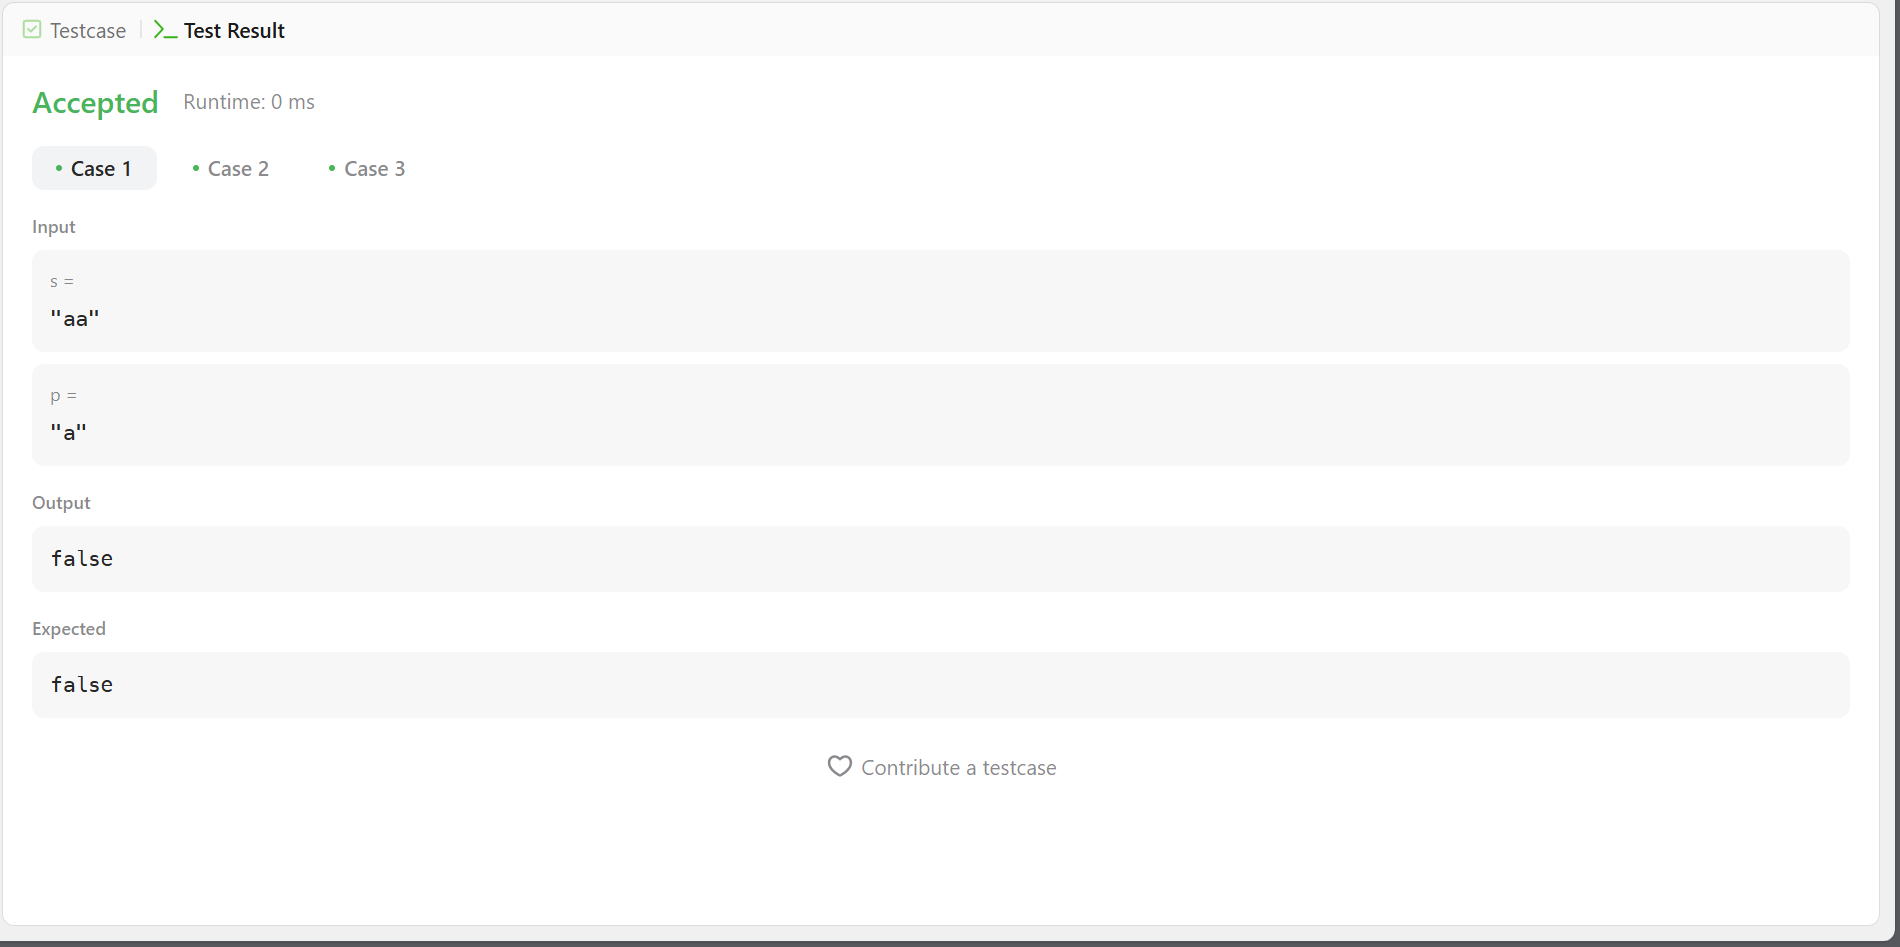 Testcase Test Result
Accepted Runtime: 0 ms
Case 1 Case 2 Case 3
Input
s =
"aa"
p =
"a"
Output
false
Expected
false
Contribute a testcase